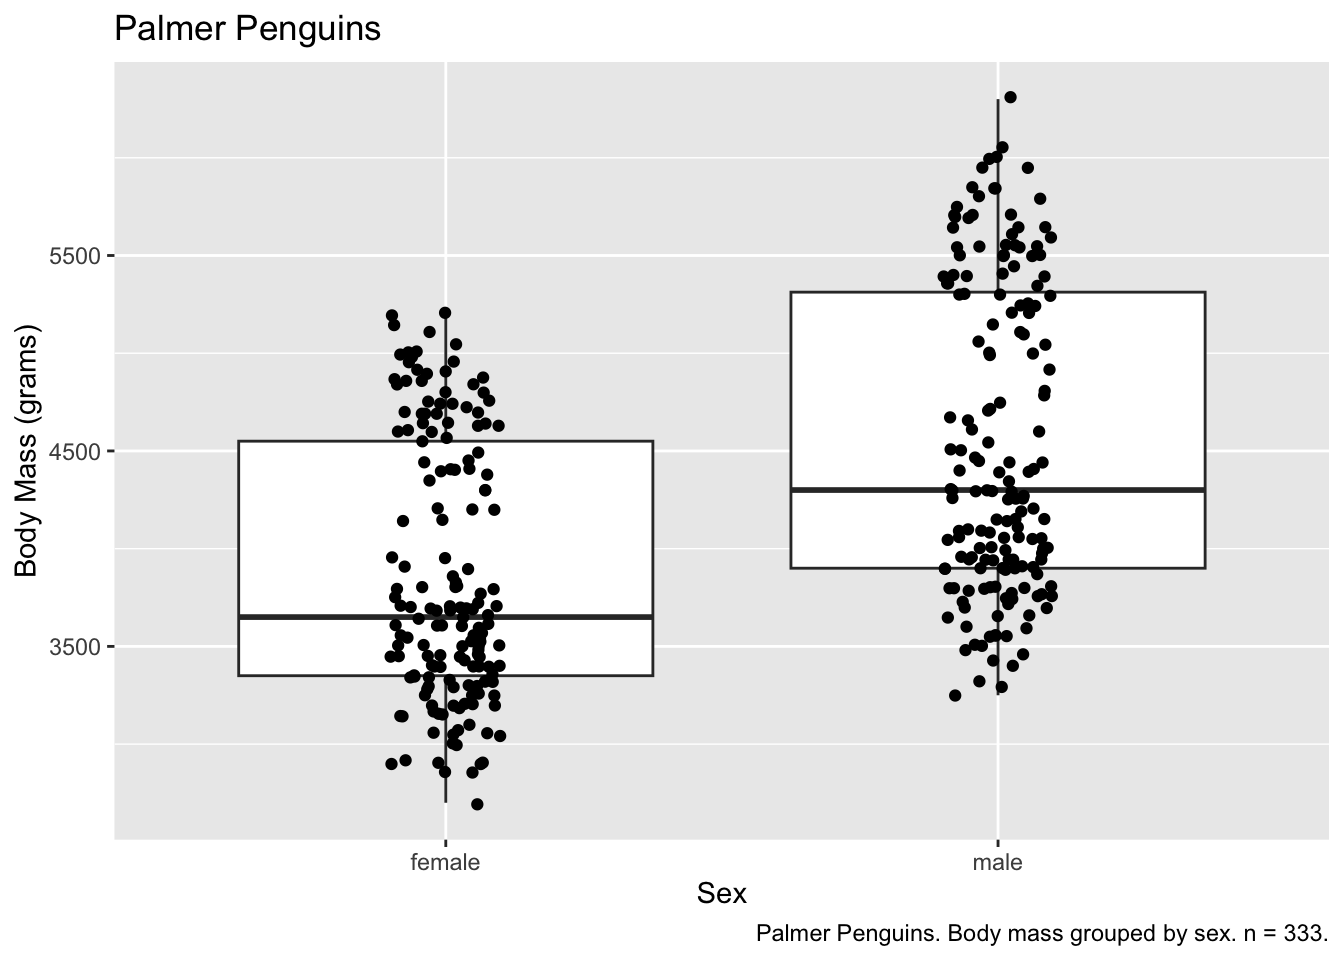 Palmer Penguins
5500
4500
3500
Body Mass (grams)
female
male
Sex
Palmer Penguins. Body mass grouped by sex. n = 333.